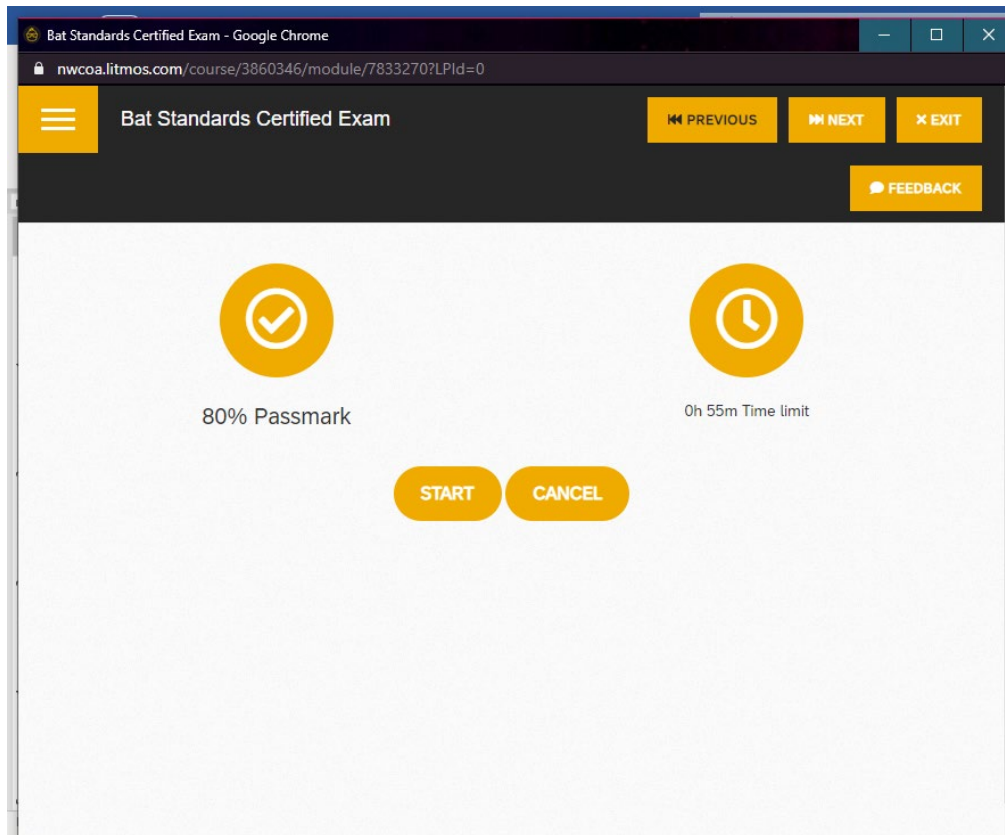 Bat Standards Certified Exam - Google Chrome
nwcoa.litmos.com/course/3860346/module/7833270?LPId=0
Bat Standards Certified Exam
PREVIOUS
NEXT
EXIT
FEEDBACK
80% Passmark
0h 55m Time limit
START
CANCEL